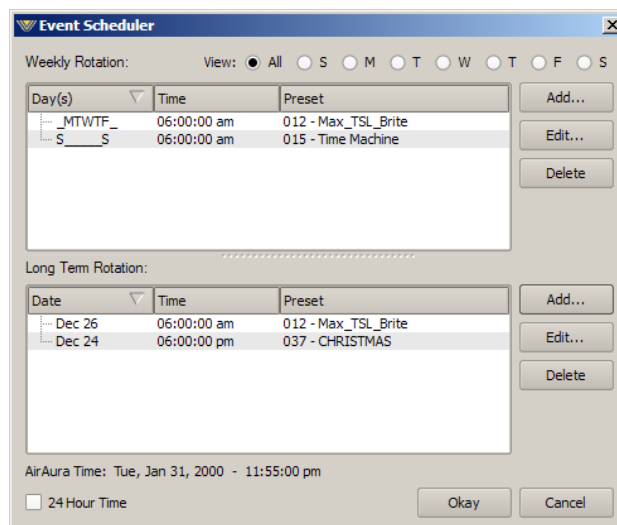 Event Scheduler
Weekly Rotation: View: All S M T W T F S
Day(s) Time Preset Add...
_MTWTF_ 06:00:00 am 012 - Max_TSL_Brite
S_____S 06:00:00 am 015 - Time Machine Edit...
Delete
Long Term Rotation:
Date Time Preset Add...
Dec 26 06:00:00 am 012 - Max_TSL_Brite
Dec 24 06:00:00 pm 037 - CHRISTMAS Edit...
Delete
AirAura Time: Tue, Jan 31, 2000 - 11:55:00 pm
24 Hour Time Okay Cancel